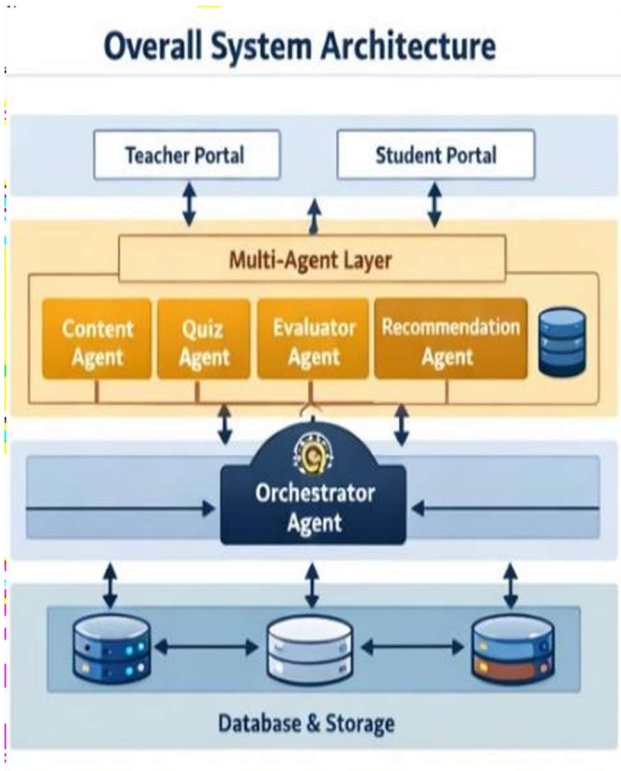 Overall System Architecture
Teacher Portal
Student Portal
Multi-Agent Layer
Content
Agent
Quiz
Agent
Evaluator
Agent
Recommendation
Agent
Orchestrator
Agent
Database & Storage